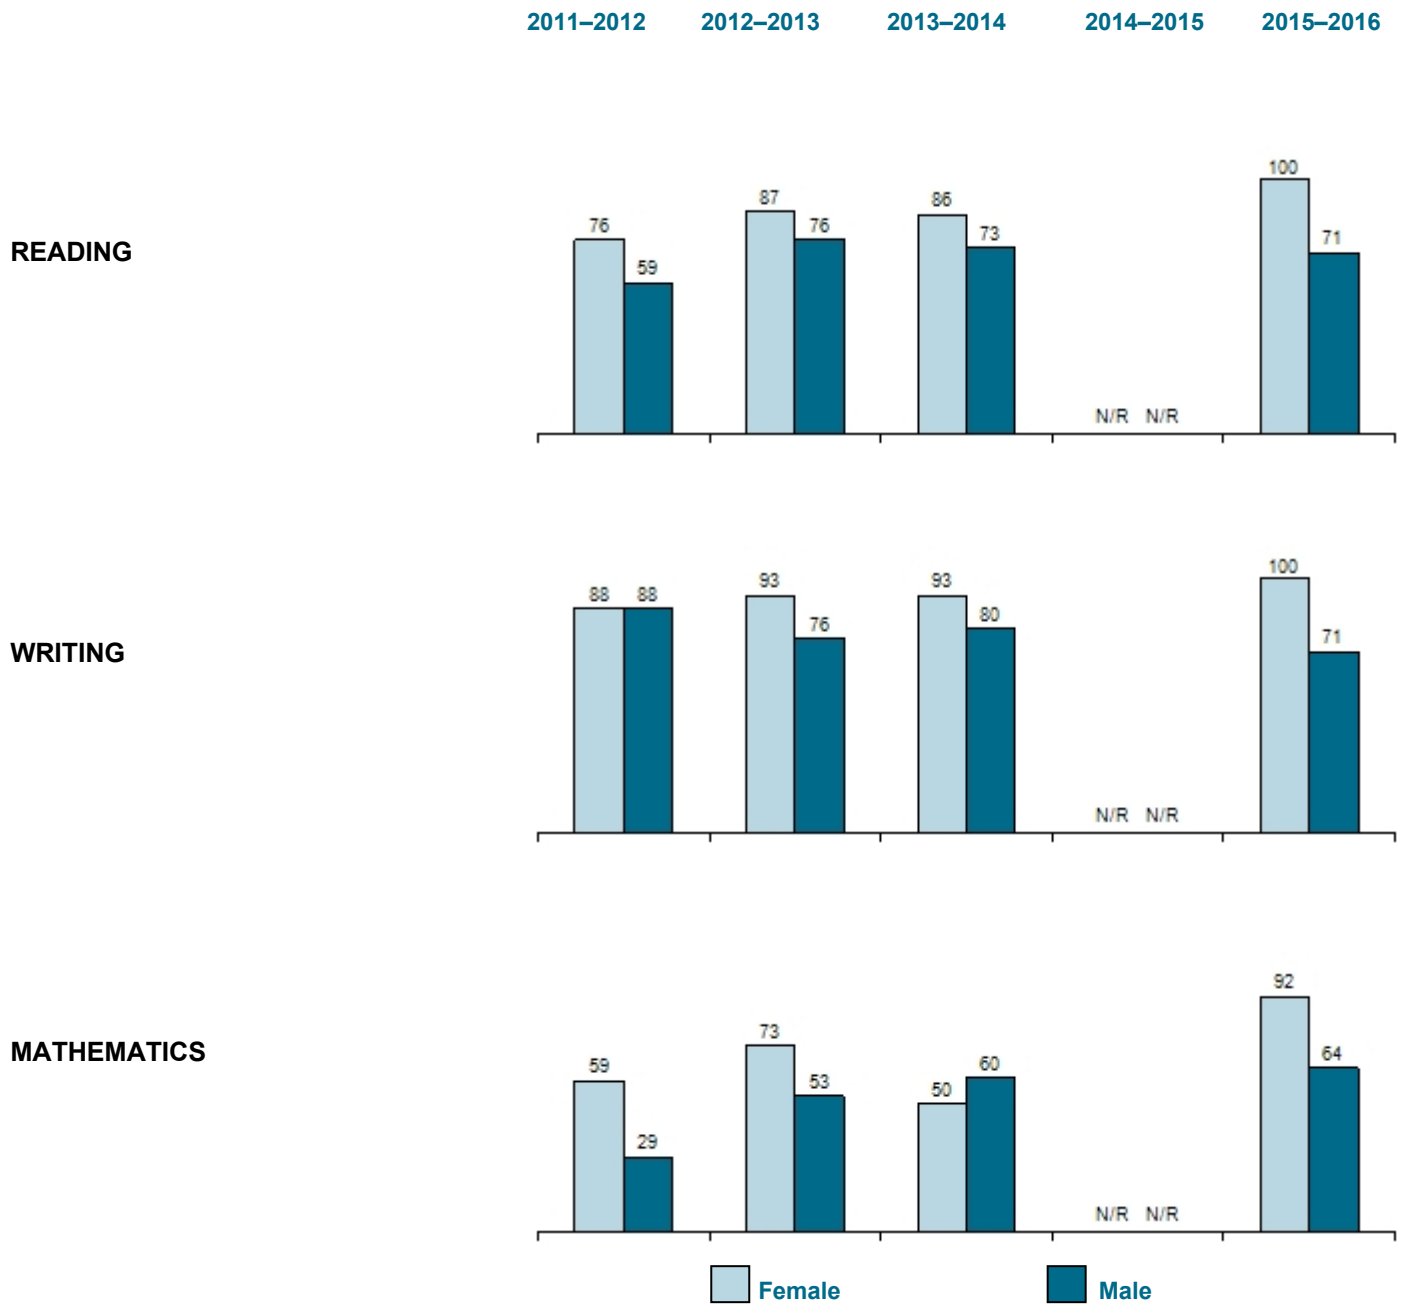 2011–2012 2012–2013 2013–2014 2014–2015 2015–2016
READING
76 59 87 76 86 73 N/R N/R 100 71
WRITING
88 88 93 76 93 80 N/R N/R 100 71
MATHEMATICS
59 29 73 53 50 60 N/R N/R 92 64
Female Male